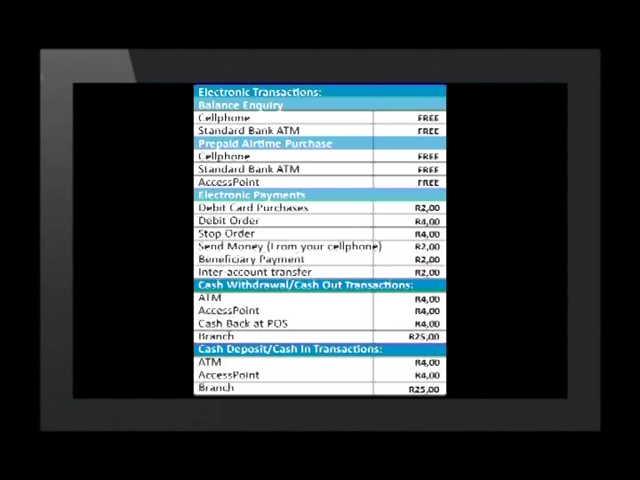 Electronic Transactions:
Balance Enquiry
Cellphone FREE
Standard Bank ATM FREE
Prepaid Airtime Purchase
Cellphone FREE
Standard Bank ATM FREE
AccessPoint FREE
Electronic Payments
Debit Card Purchases R2,00
Debit Order R4,00
Stop Order R4,00
Send Money (From your cellphone) R2,00
Beneficiary Payment R2,00
Inter-account transfer R2,00
Cash Withdrawal/Cash Out Transactions:
ATM R4,00
AccessPoint R4,00
Cash Back at POS R4,00
Branch R25,00
Cash Deposit/Cash In Transactions:
ATM R4,00
AccessPoint R4,00
Branch R25,00